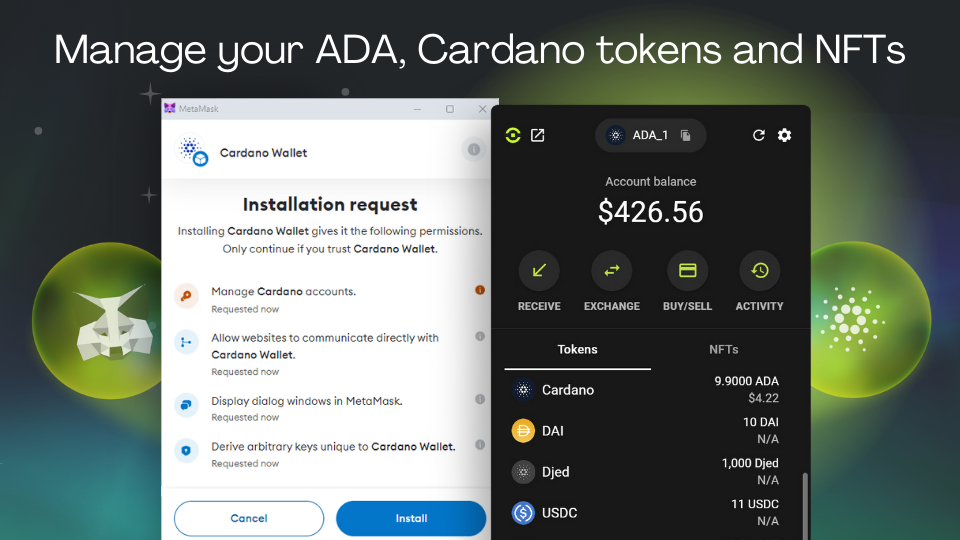 Manage your ADA, Cardano tokens and NFTs
MetaMask
Cardano Wallet
Installation request
Installing Cardano Wallet gives it the following permissions.
Only continue if you trust Cardano Wallet.
Manage Cardano accounts.
Requested now
Allow websites to communicate directly with
Cardano Wallet.
Requested now
Display dialog windows in MetaMask.
Requested now
Derive arbitrary keys unique to Cardano Wallet.
Requested now
Cancel
Install
ADA_1
Account balance
$426.56
RECEIVE
EXCHANGE
BUY/SELL
ACTIVITY
Tokens
NFTs
Cardano
9.9000 ADA
$4.22
DAI
10 DAI
N/A
Djed
1,000 Djed
N/A
USDC
11 USDC
N/A